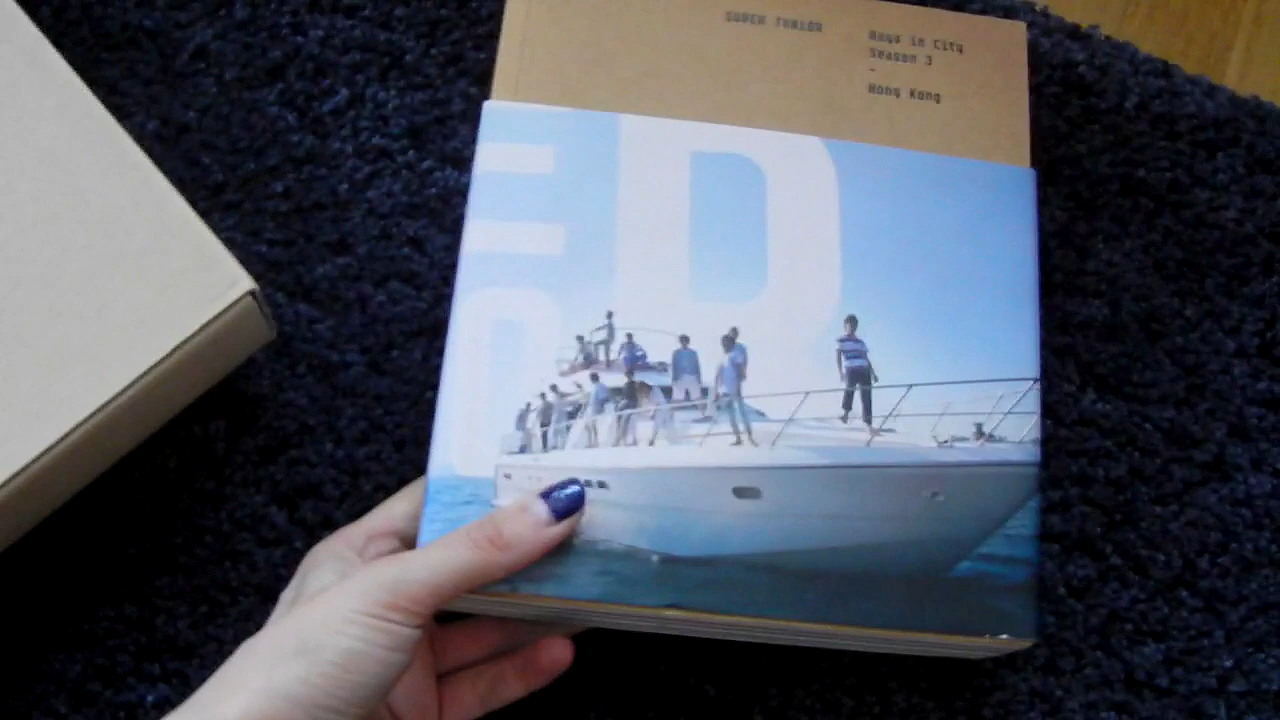 SUPER JUNIOR
Boys in City
Season 3
-
Hong Kong
E D